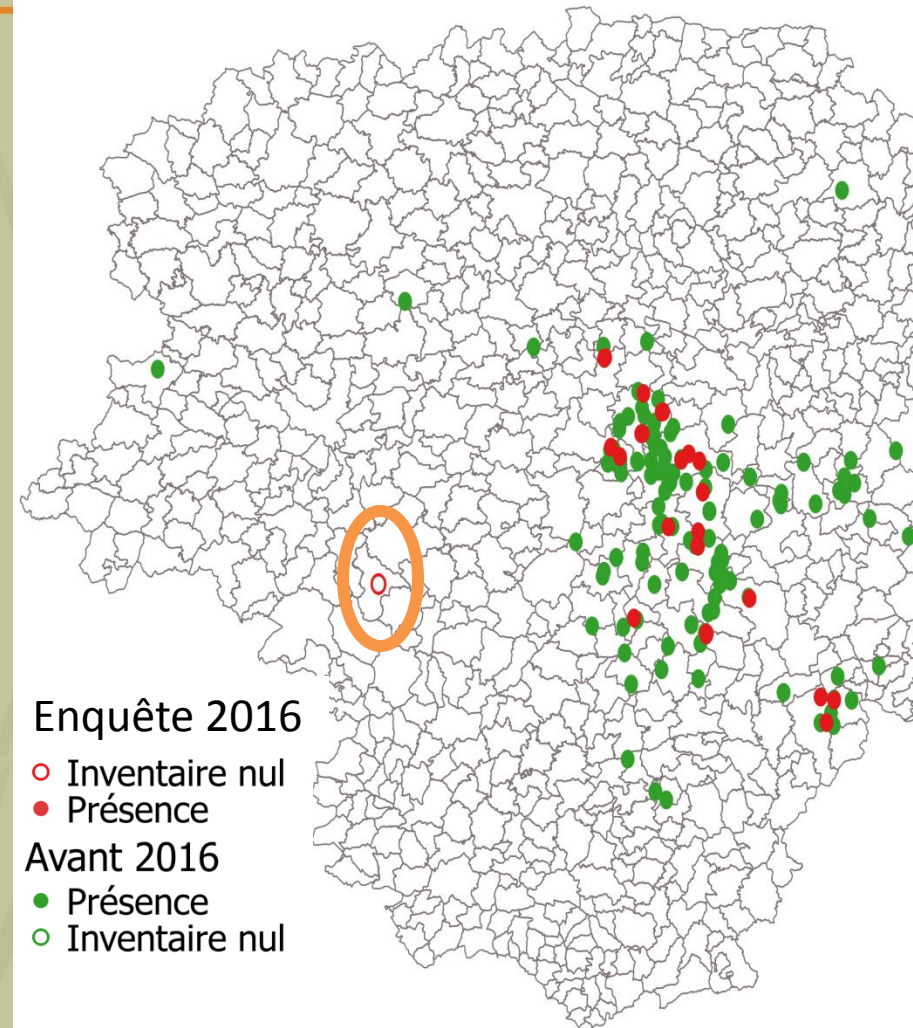 Enquête 2016
Inventaire nul
Présence
Avant 2016
Présence
Inventaire nul